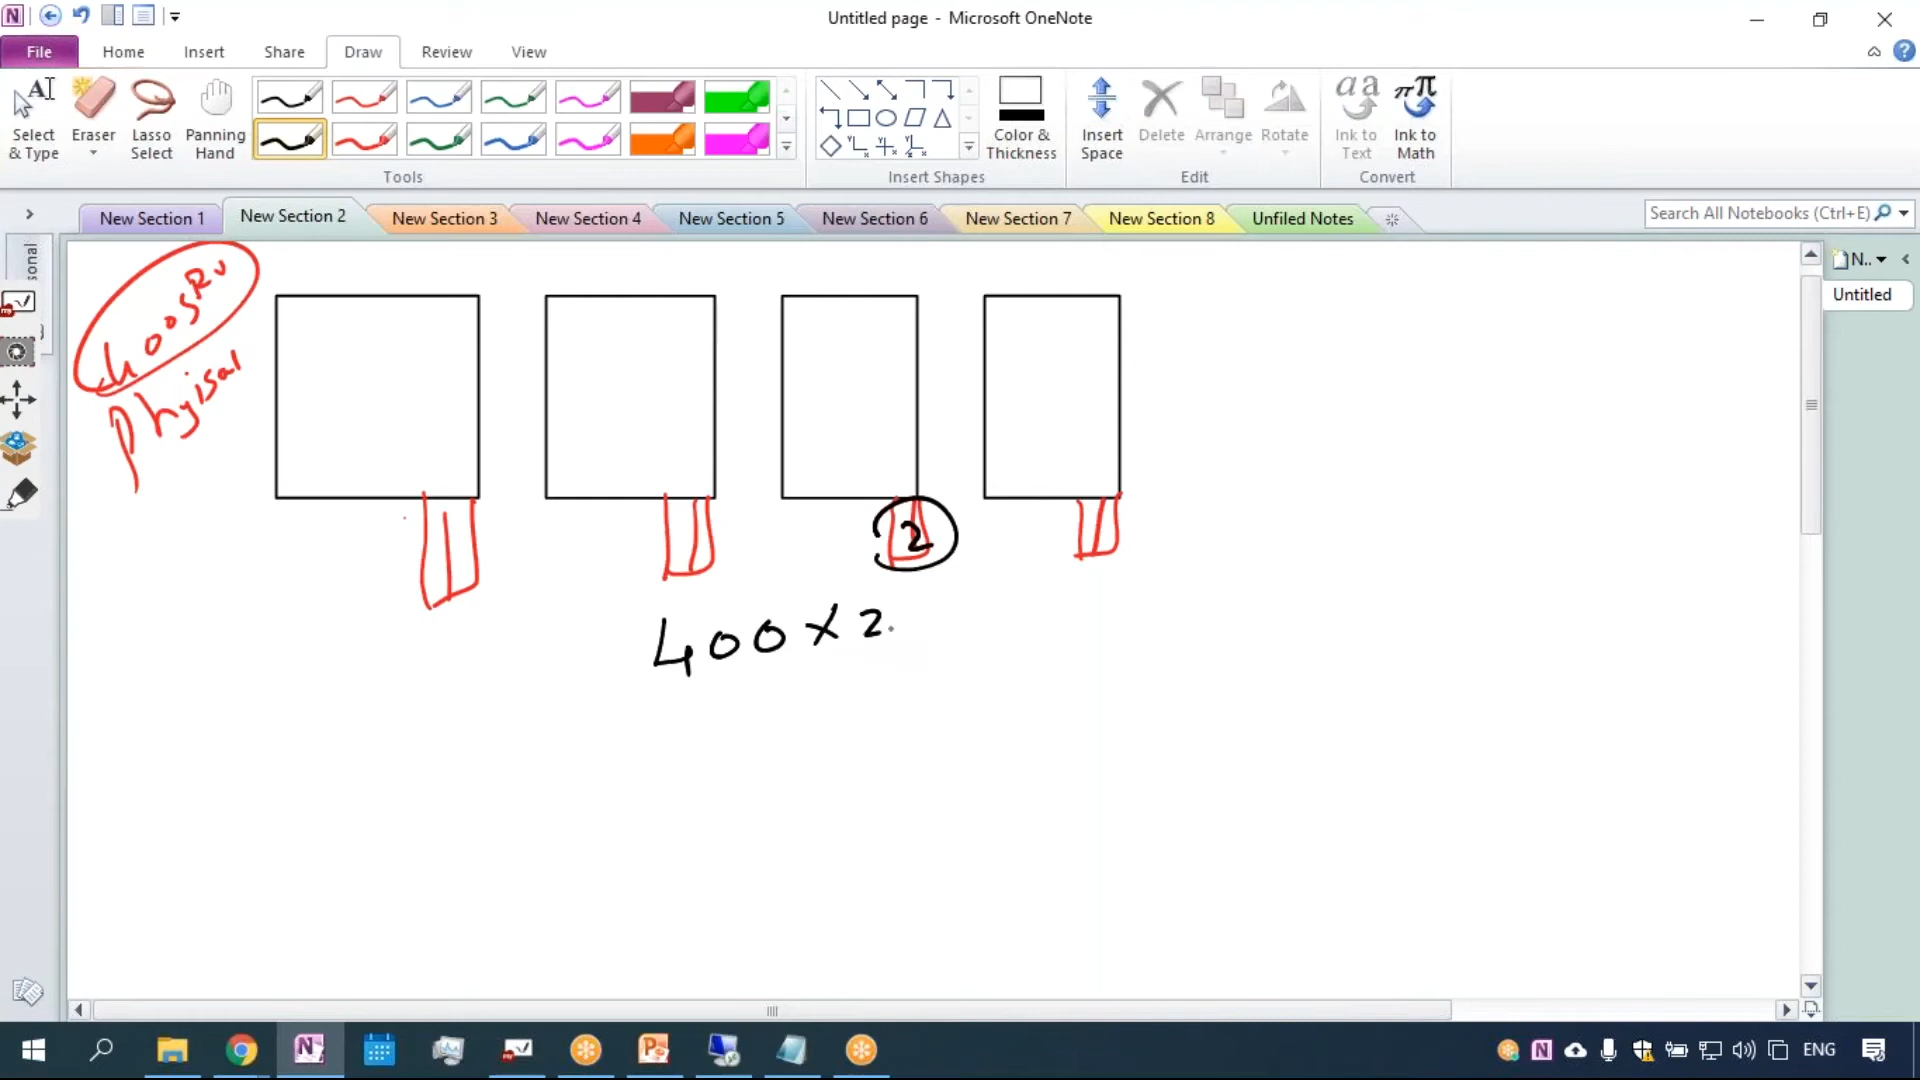 Untitled page - Microsoft OneNote
File Home Insert Share Draw Review View
Select & Type
Eraser
Lasso Select
Panning Hand
Color & Thickness
Insert Space
Delete
Arrange
Rotate
Ink to Text
Ink to Math
Tools
Insert Shapes
Edit
Convert
New Section 1 New Section 2 New Section 3 New Section 4 New Section 5 New Section 6 New Section 7 New Section 8 Unfiled Notes
Search All Notebooks (Ctrl+E)
sonal
N..
Untitled
Phyisal
2
400 x 2
ENG